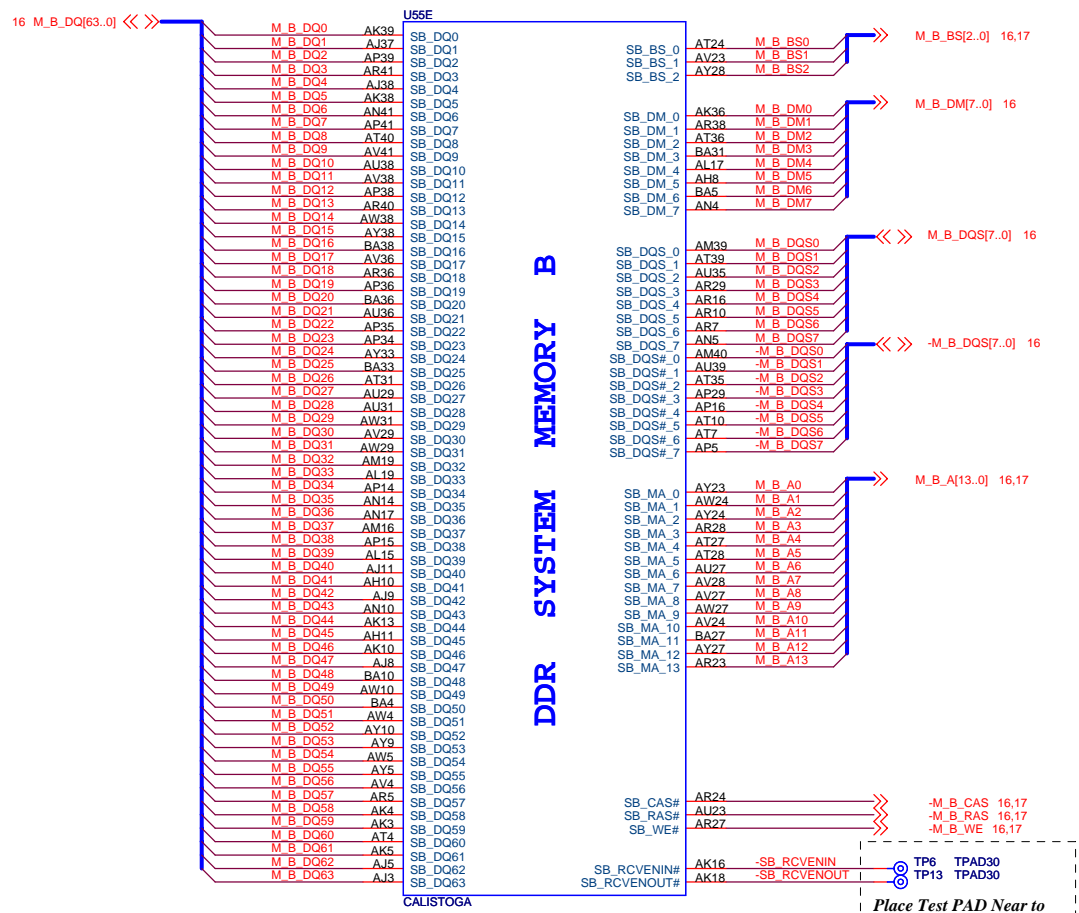 U55E
16 M_B_DQ[63..0]
M_B_DQ0 AK39 SB_DQ0
M_B_DQ1 AJ37 SB_DQ1
M_B_DQ2 AP39 SB_DQ2
M_B_DQ3 AR41 SB_DQ3
M_B_DQ4 AJ38 SB_DQ4
M_B_DQ5 AK38 SB_DQ5
M_B_DQ6 AN41 SB_DQ6
M_B_DQ7 AP41 SB_DQ7
M_B_DQ8 AT40 SB_DQ8
M_B_DQ9 AV41 SB_DQ9
M_B_DQ10 AU38 SB_DQ10
M_B_DQ11 AV38 SB_DQ11
M_B_DQ12 AP38 SB_DQ12
M_B_DQ13 AR40 SB_DQ13
M_B_DQ14 AW38 SB_DQ14
M_B_DQ15 AY38 SB_DQ15
M_B_DQ16 BA38 SB_DQ16
M_B_DQ17 AV36 SB_DQ17
M_B_DQ18 AR36 SB_DQ18
M_B_DQ19 AP36 SB_DQ19
M_B_DQ20 BA36 SB_DQ20
M_B_DQ21 AU36 SB_DQ21
M_B_DQ22 AP35 SB_DQ22
M_B_DQ23 AP34 SB_DQ23
M_B_DQ24 AY33 SB_DQ24
M_B_DQ25 BA33 SB_DQ25
M_B_DQ26 AT31 SB_DQ26
M_B_DQ27 AU29 SB_DQ27
M_B_DQ28 AU31 SB_DQ28
M_B_DQ29 AW31 SB_DQ29
M_B_DQ30 AV29 SB_DQ30
M_B_DQ31 AW29 SB_DQ31
M_B_DQ32 AM19 SB_DQ32
M_B_DQ33 AL19 SB_DQ33
M_B_DQ34 AP14 SB_DQ34
M_B_DQ35 AN14 SB_DQ35
M_B_DQ36 AN17 SB_DQ36
M_B_DQ37 AM16 SB_DQ37
M_B_DQ38 AP15 SB_DQ38
M_B_DQ39 AL15 SB_DQ39
M_B_DQ40 AJ11 SB_DQ40
M_B_DQ41 AH10 SB_DQ41
M_B_DQ42 AJ9 SB_DQ42
M_B_DQ43 AN10 SB_DQ43
M_B_DQ44 AK13 SB_DQ44
M_B_DQ45 AH11 SB_DQ45
M_B_DQ46 AK10 SB_DQ46
M_B_DQ47 AJ8 SB_DQ47
M_B_DQ48 BA10 SB_DQ48
M_B_DQ49 AW10 SB_DQ49
M_B_DQ50 BA4 SB_DQ50
M_B_DQ51 AW4 SB_DQ51
M_B_DQ52 AY10 SB_DQ52
M_B_DQ53 AY9 SB_DQ53
M_B_DQ54 AW5 SB_DQ54
M_B_DQ55 AY5 SB_DQ55
M_B_DQ56 AV4 SB_DQ56
M_B_DQ57 AR5 SB_DQ57
M_B_DQ58 AK4 SB_DQ58
M_B_DQ59 AK3 SB_DQ59
M_B_DQ60 AT4 SB_DQ60
M_B_DQ61 AK5 SB_DQ61
M_B_DQ62 AJ5 SB_DQ62
M_B_DQ63 AJ3 SB_DQ63
DDR SYSTEM MEMORY B
SB_BS_0 AT24 M_B_BS0
SB_BS_1 AV23 M_B_BS1
SB_BS_2 AY28 M_B_BS2
M_B_BS[2..0] 16,17
SB_DM_0 AK36 M_B_DM0
SB_DM_1 AR38 M_B_DM1
SB_DM_2 AT36 M_B_DM2
SB_DM_3 BA31 M_B_DM3
SB_DM_4 AL17 M_B_DM4
SB_DM_5 AH8 M_B_DM5
SB_DM_6 BA5 M_B_DM6
SB_DM_7 AN4 M_B_DM7
M_B_DM[7..0] 16
SB_DQS_0 AM39 M_B_DQS0
SB_DQS_1 AT39 M_B_DQS1
SB_DQS_2 AU35 M_B_DQS2
SB_DQS_3 AR29 M_B_DQS3
SB_DQS_4 AR16 M_B_DQS4
SB_DQS_5 AR10 M_B_DQS5
SB_DQS_6 AR7 M_B_DQS6
SB_DQS_7 AN5 M_B_DQS7
M_B_DQS[7..0] 16
SB_DQS#_0 AM40 -M_B_DQS0
SB_DQS#_1 AU39 -M_B_DQS1
SB_DQS#_2 AT35 -M_B_DQS2
SB_DQS#_3 AP29 -M_B_DQS3
SB_DQS#_4 AP16 -M_B_DQS4
SB_DQS#_5 AT10 -M_B_DQS5
SB_DQS#_6 AT7 -M_B_DQS6
SB_DQS#_7 AP5 -M_B_DQS7
-M_B_DQS[7..0] 16
SB_MA_0 AY23 M_B_A0
SB_MA_1 AW24 M_B_A1
SB_MA_2 AY24 M_B_A2
SB_MA_3 AR28 M_B_A3
SB_MA_4 AT27 M_B_A4
SB_MA_5 AT28 M_B_A5
SB_MA_6 AU27 M_B_A6
SB_MA_7 AV28 M_B_A7
SB_MA_8 AV27 M_B_A8
SB_MA_9 AW27 M_B_A9
SB_MA_10 AV24 M_B_A10
SB_MA_11 BA27 M_B_A11
SB_MA_12 AY27 M_B_A12
SB_MA_13 AR23 M_B_A13
M_B_A[13..0] 16,17
SB_CAS# AR24 -M_B_CAS 16,17
SB_RAS# AU23 -M_B_RAS 16,17
SB_WE# AR27 -M_B_WE 16,17
SB_RCVENIN# AK16 -SB_RCVENIN TP6 TPAD30
SB_RCVENOUT# AK18 -SB_RCVENOUT TP13 TPAD30
Place Test PAD Near to
CALISTOGA